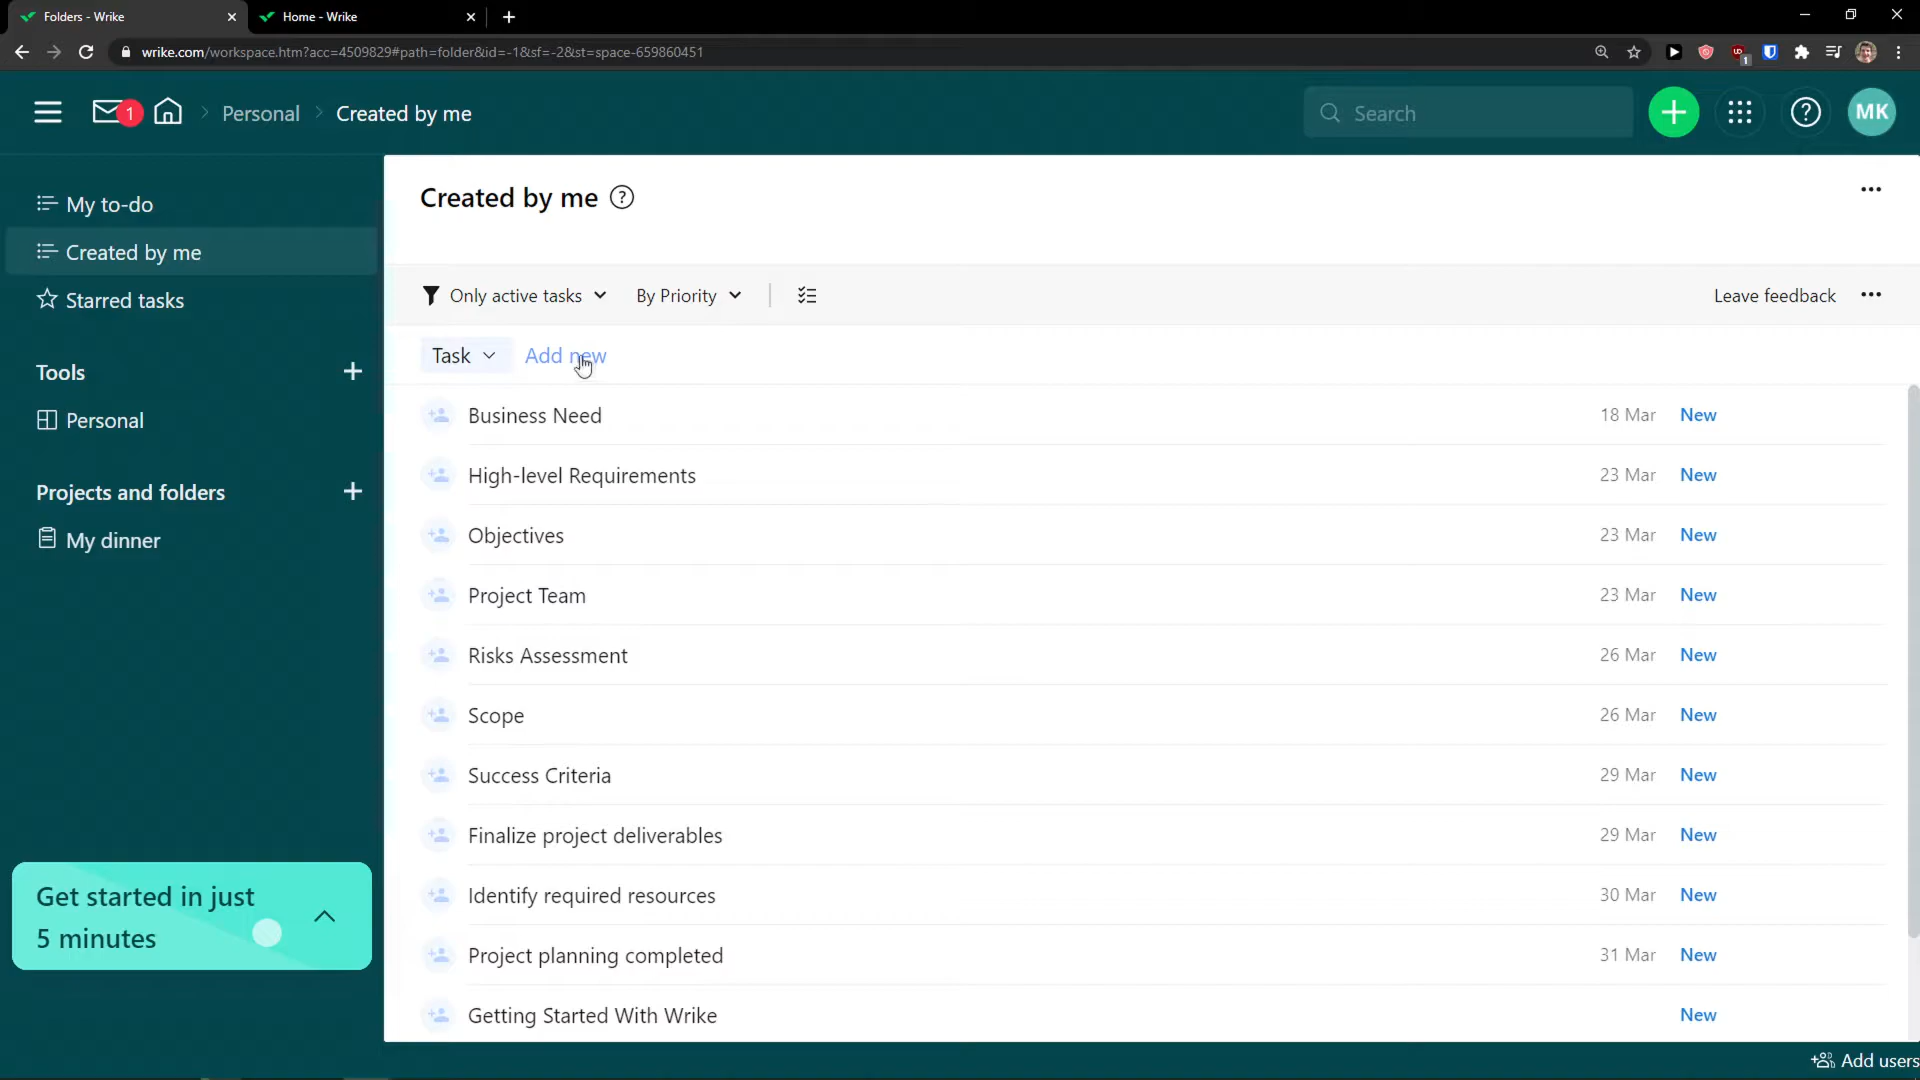 Folders - Wrike
Home - Wrike
wrike.com/workspace.htm?acc=4509829#path=folder&id=-1&sf=-2&st=space-659860451
1
1
Personal
Created by me
Search
MK
My to-do
Created by me
Starred tasks
Tools
Personal
Projects and folders
My dinner
Get started in just
5 minutes
Created by me
Only active tasks
By Priority
Leave feedback
Task
Add new
Business Need 18 Mar New
High-level Requirements 23 Mar New
Objectives 23 Mar New
Project Team 23 Mar New
Risks Assessment 26 Mar New
Scope 26 Mar New
Success Criteria 29 Mar New
Finalize project deliverables 29 Mar New
Identify required resources 30 Mar New
Project planning completed 31 Mar New
Getting Started With Wrike New
Add users